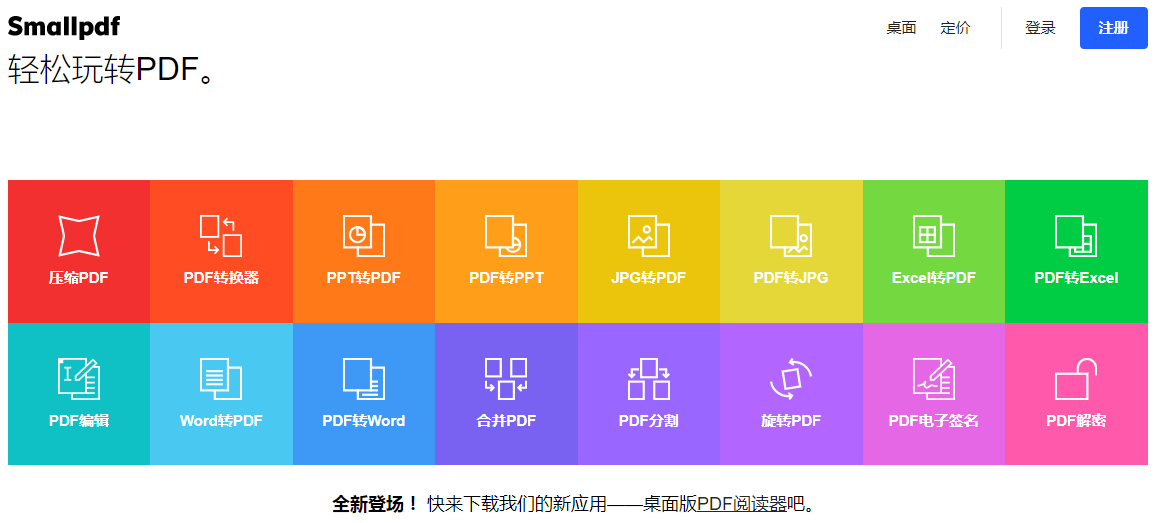 Smallpdf
桌面 定价 登录 注册
轻松玩转PDF。
压缩PDF PDF转换器 PPT转PDF PDF转PPT JPG转PDF PDF转JPG Excel转PDF PDF转Excel
PDF编辑 Word转PDF PDF转Word 合并PDF PDF分割 旋转PDF PDF电子签名 PDF解密
全新登场！ 快来下载我们的新应用——桌面版PDF阅读器吧。